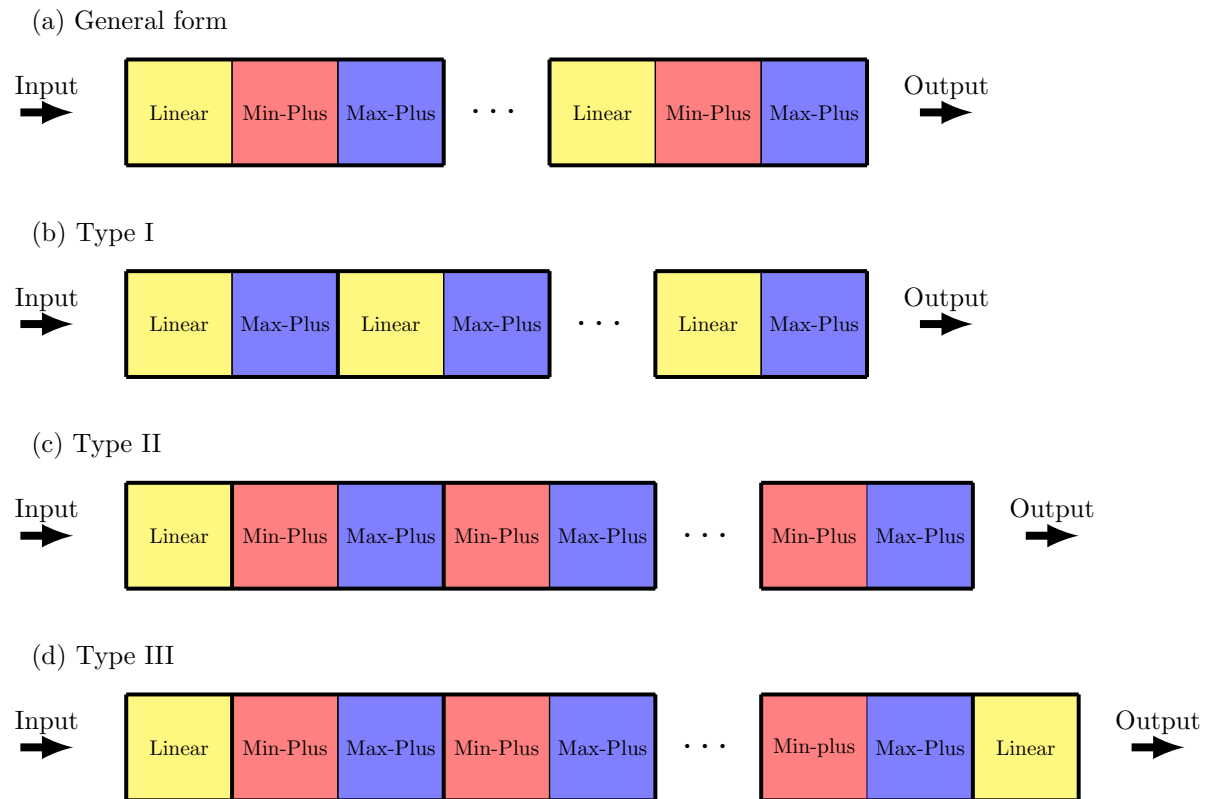 (a) General form
Input
Linear Min-Plus Max-Plus ··· Linear Min-Plus Max-Plus
Output
(b) Type I
Input
Linear Max-Plus Linear Max-Plus ··· Linear Max-Plus
Output
(c) Type II
Input
Linear Min-Plus Max-Plus Min-Plus Max-Plus ··· Min-Plus Max-Plus
Output
(d) Type III
Input
Linear Min-Plus Max-Plus Min-Plus Max-Plus ··· Min-plus Max-Plus Linear
Output